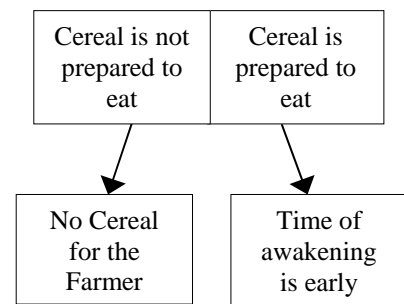 Cereal is not
prepared to
eat
Cereal is
prepared to
eat
No Cereal
for the
Farmer
Time of
awakening
is early